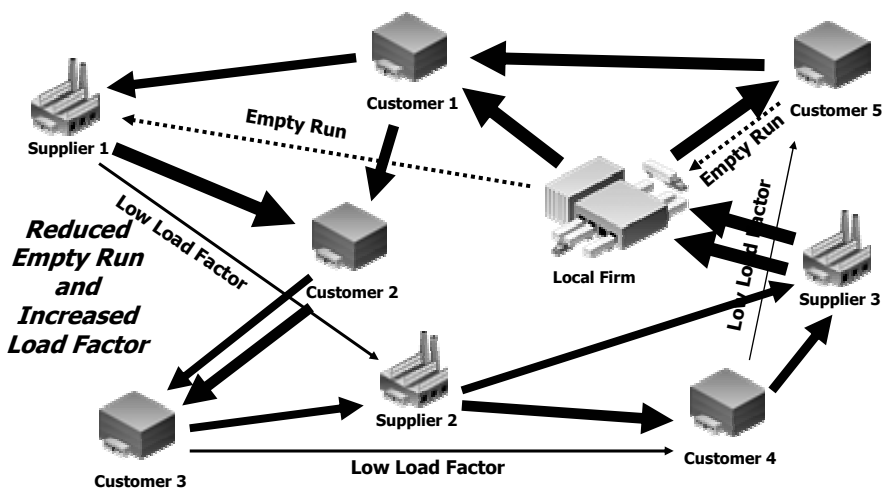 Customer 1
Customer 5
Empty Run
Supplier 1
Empty Run
Low Load Factor
Reduced
Empty Run
and
Increased
Load Factor
Customer 2
Local Firm
Low Load Factor
Supplier 3
Supplier 2
Customer 3
Low Load Factor
Customer 4